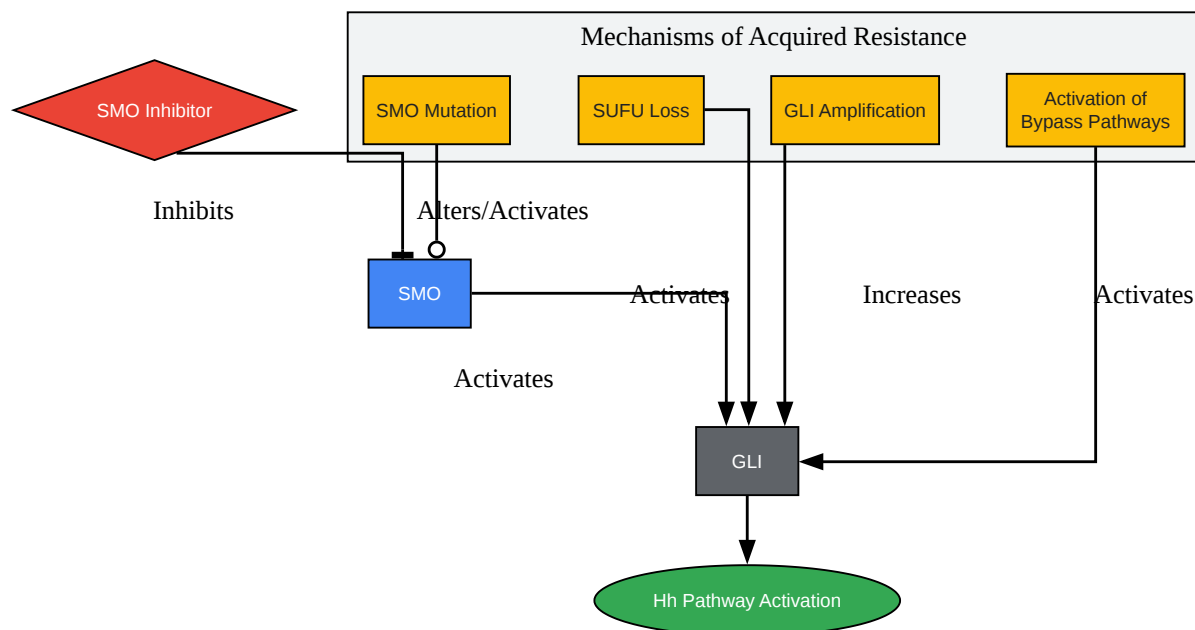 Mechanisms of Acquired Resistance
SMO Inhibitor
SMO Mutation
SUFU Loss
GLI Amplification
Activation of
Bypass Pathways
Inhibits
Alters/Activates
SMO
Activates
Increases
Activates
Activates
GLI
Hh Pathway Activation